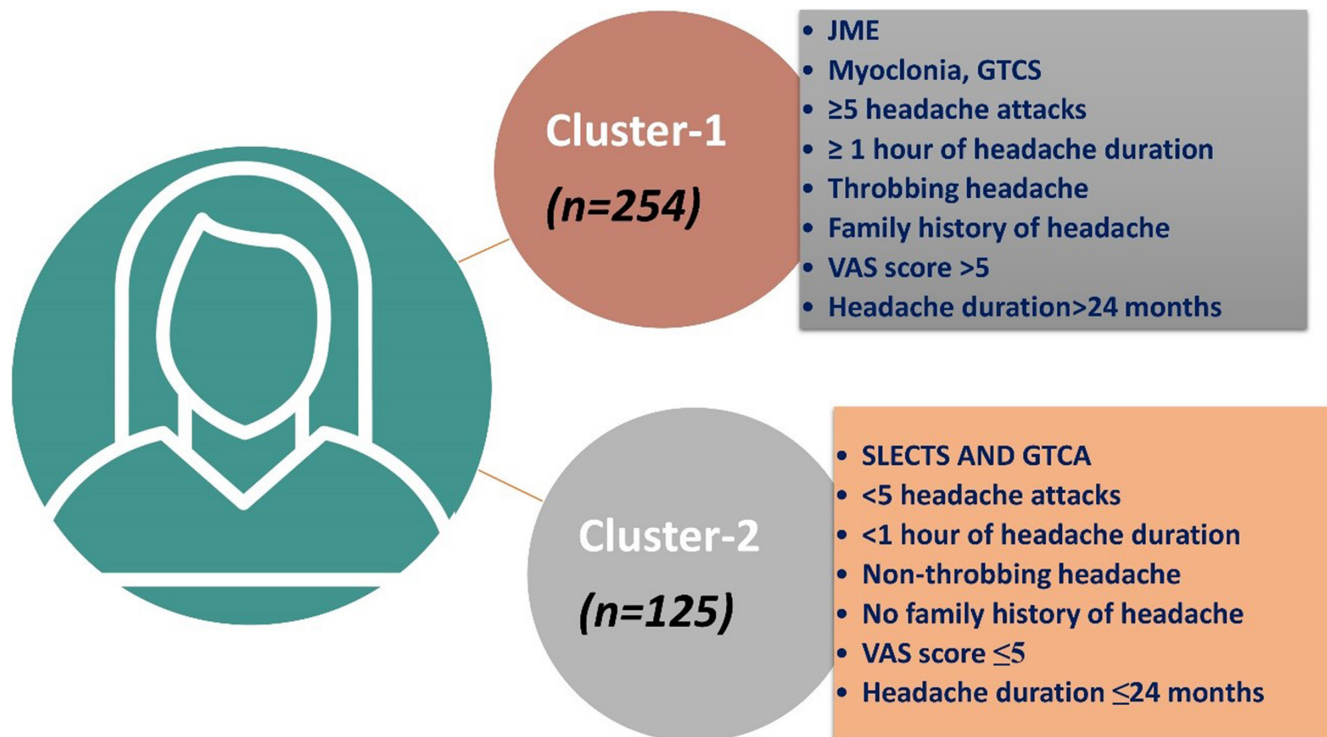 Cluster-1
(n=254)
• JME
• Myoclonia, GTCS
• ≥5 headache attacks
• ≥ 1 hour of headache duration
• Throbbing headache
• Family history of headache
• VAS score >5
• Headache duration>24 months
Cluster-2
(n=125)
• SLECTS AND GTCA
• <5 headache attacks
• <1 hour of headache duration
• Non-throbbing headache
• No family history of headache
• VAS score ≤5
• Headache duration ≤24 months